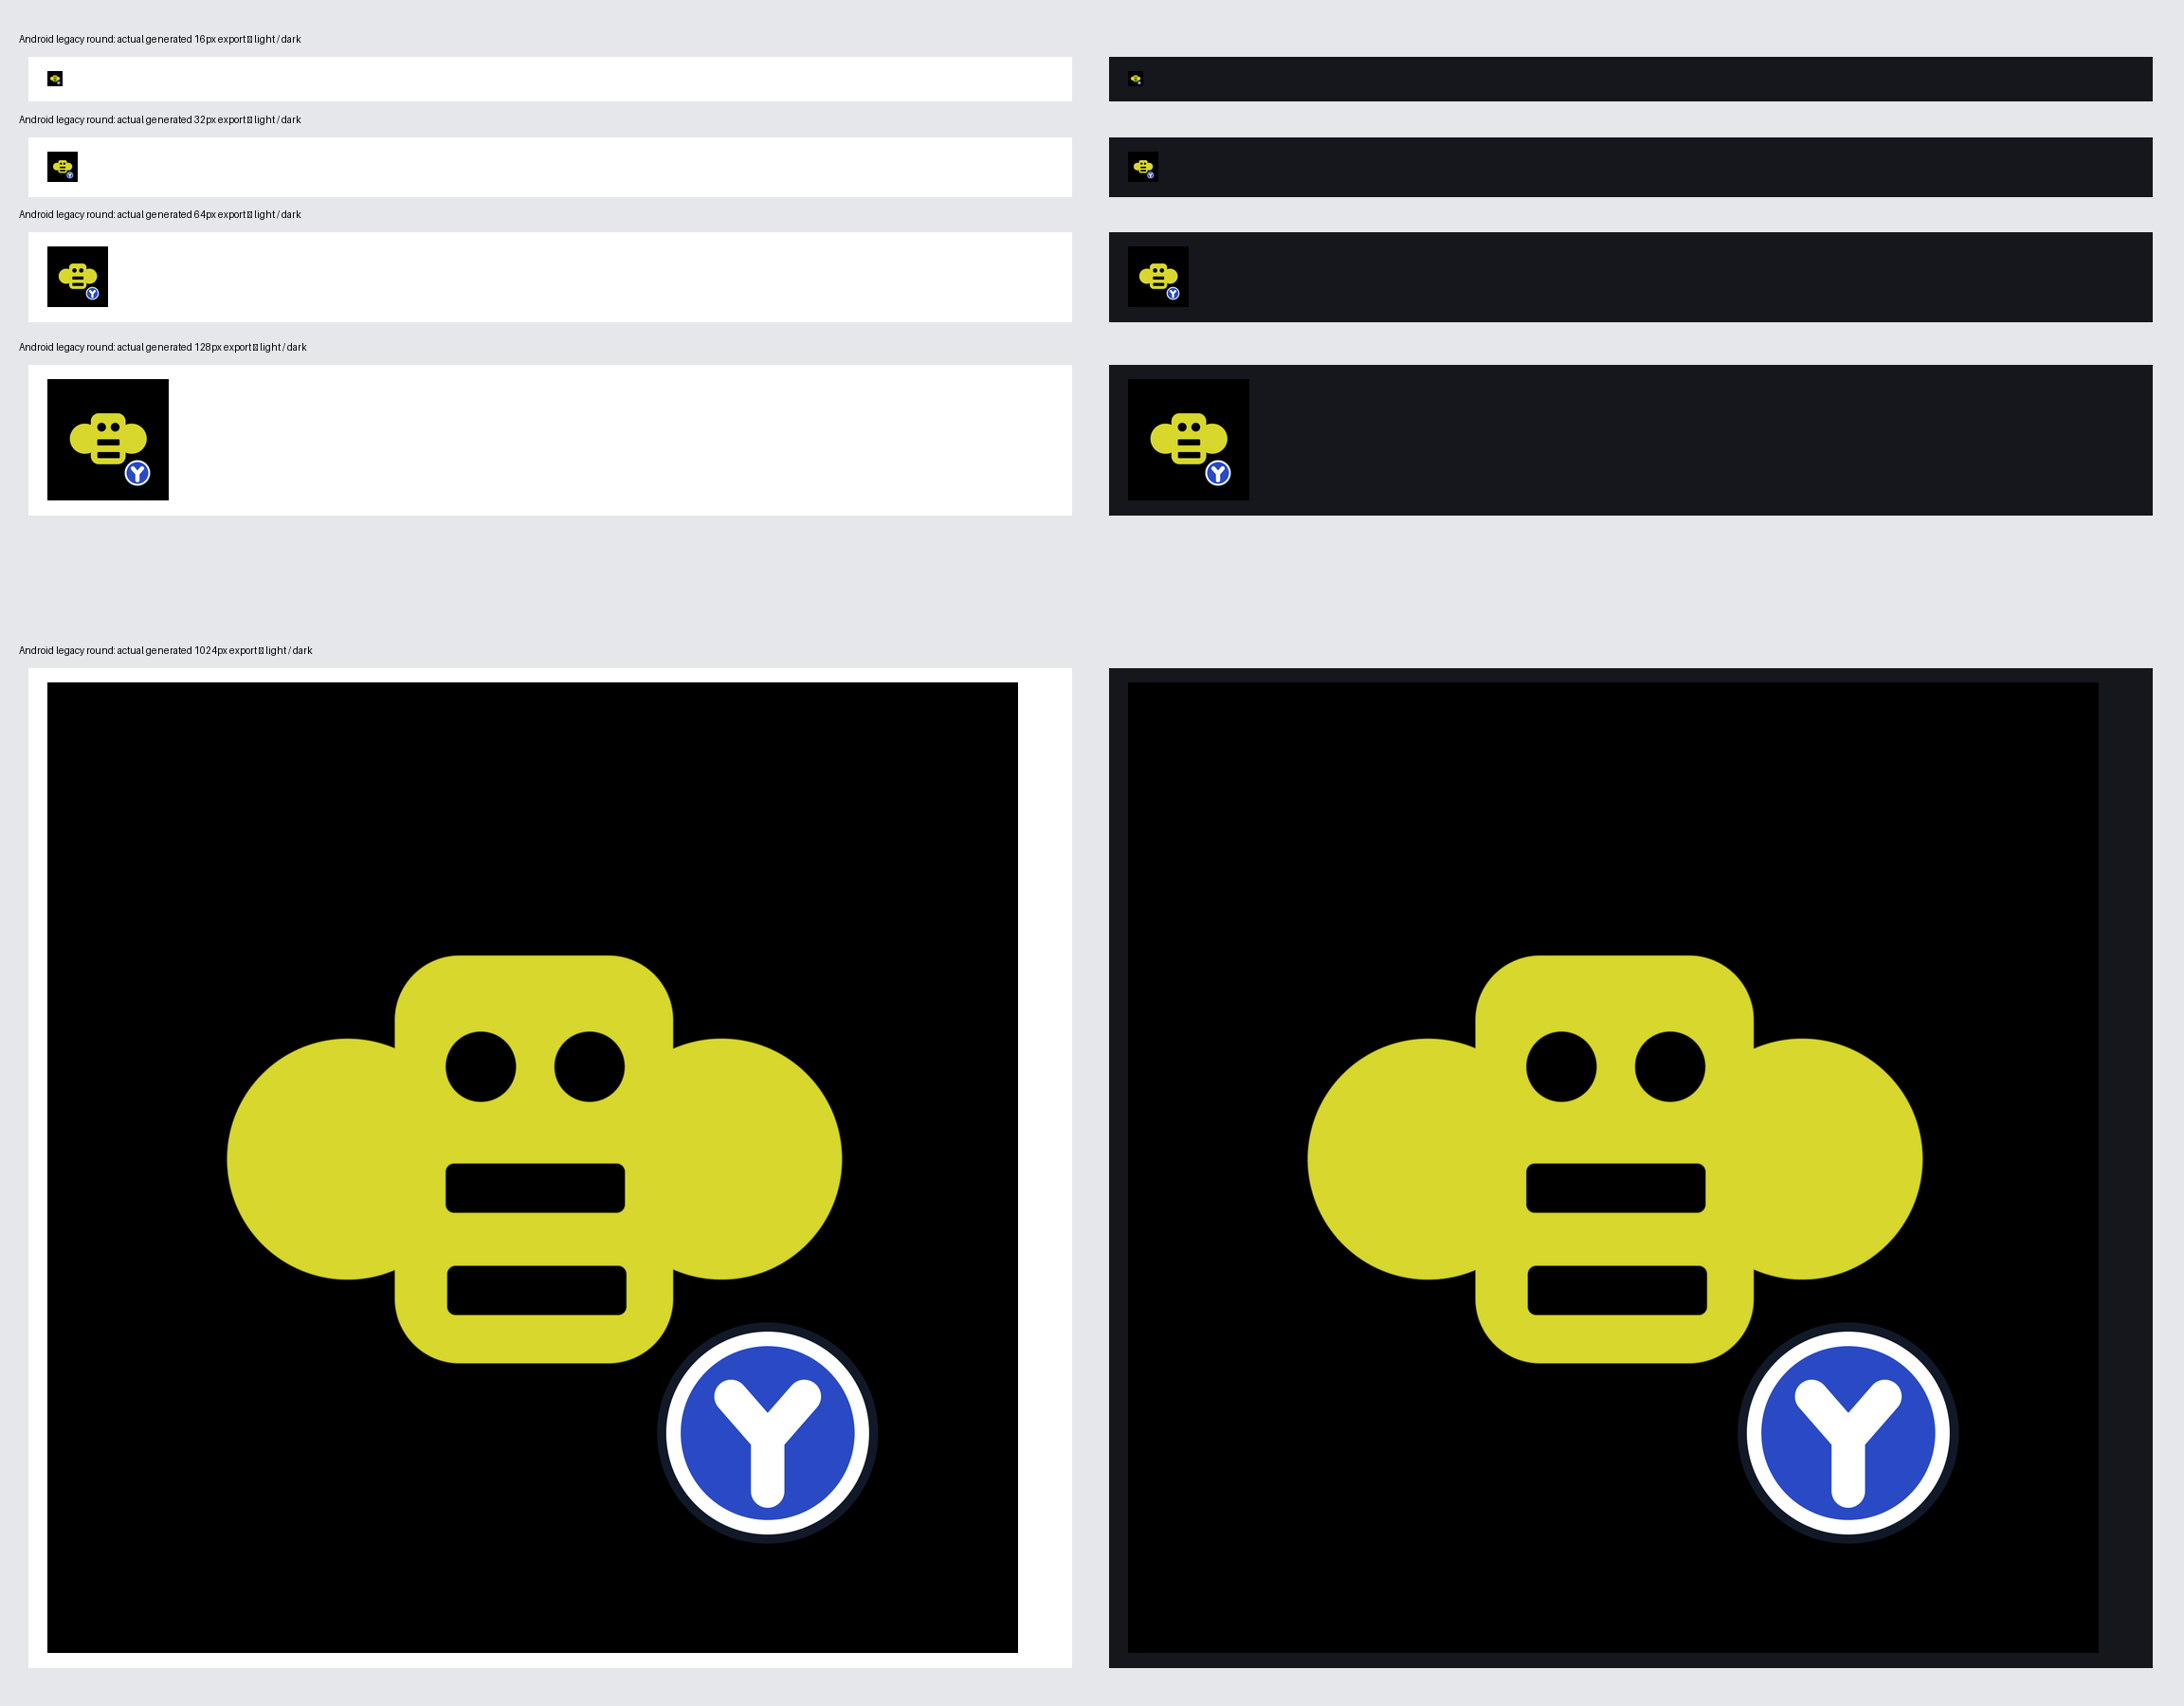 Android legacy round: actual generated 16px export � light / dark
Android legacy round: actual generated 32px export � light / dark
Android legacy round: actual generated 64px export � light / dark
Y Y
Android legacy round: actual generated 128px export � light / dark
Y Y
Android legacy round: actual generated 1024px export � light / dark
Y Y